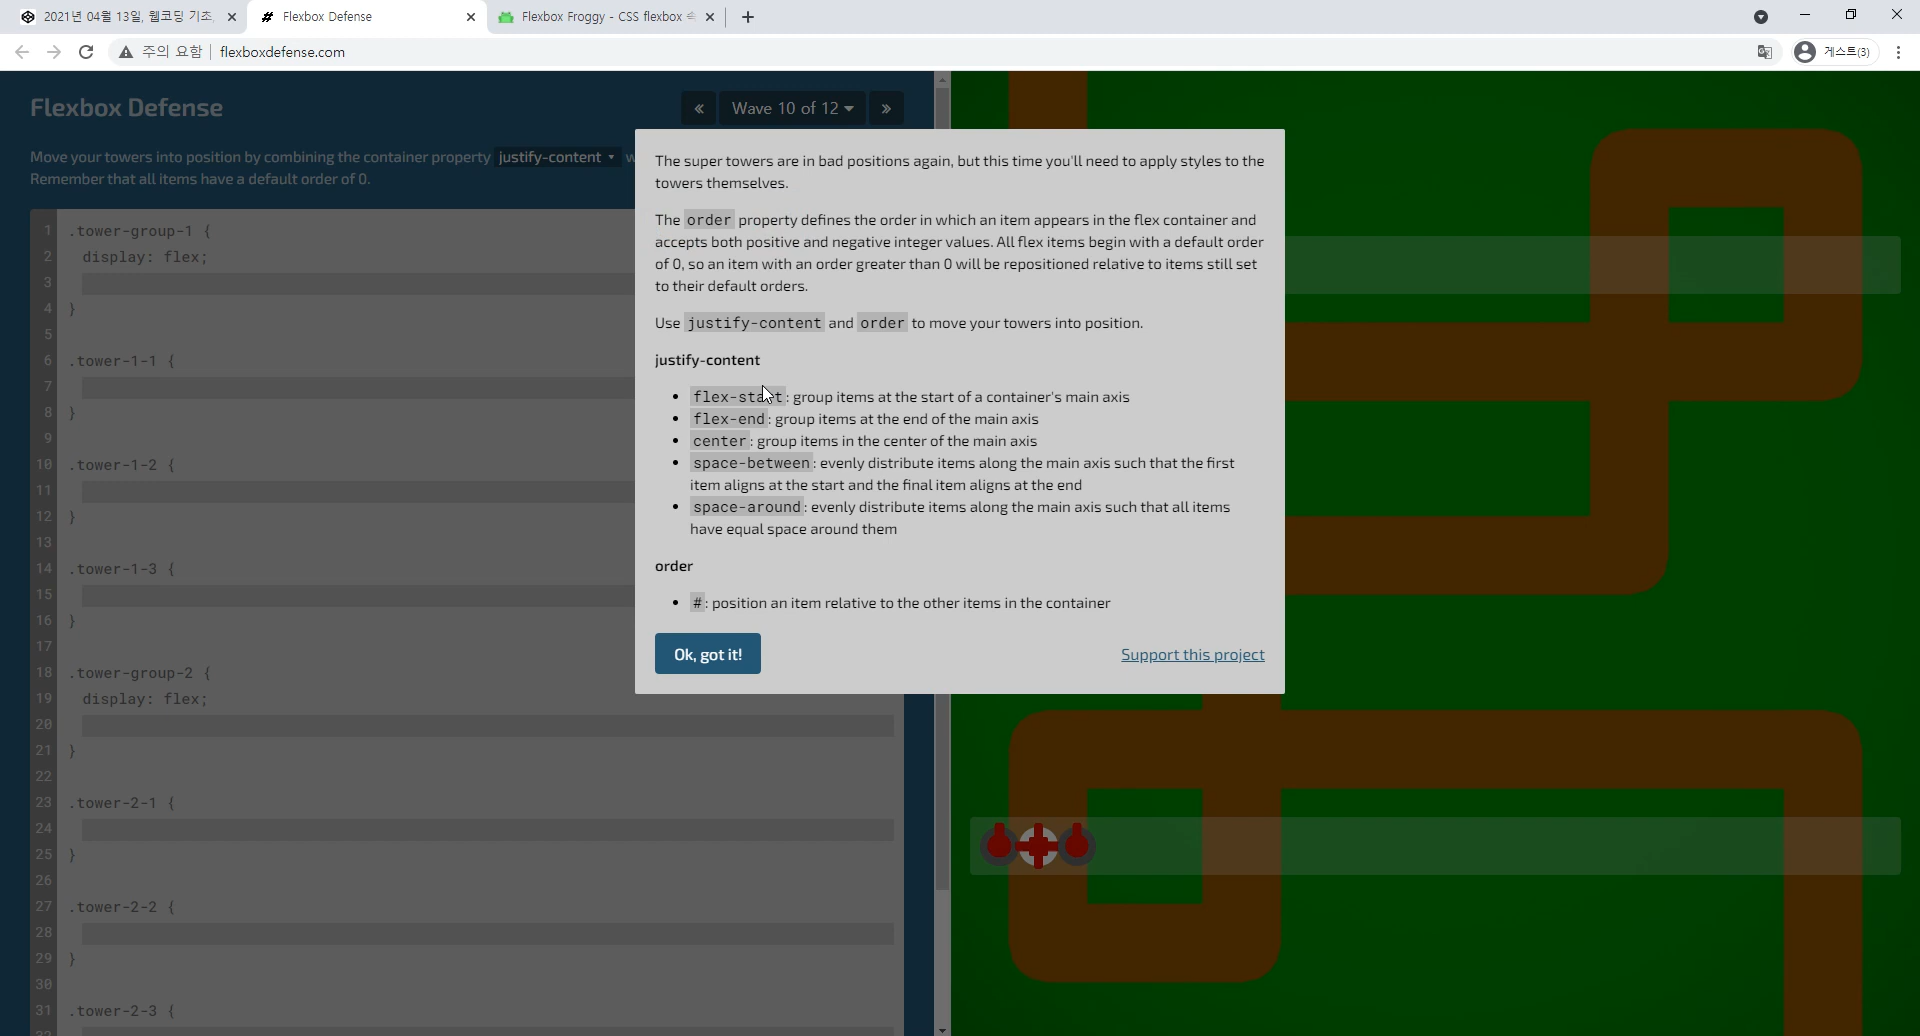 2021년 04월 13일, 웹코딩 기초,
Flexbox Defense
Flexbox Froggy - CSS flexbox
주의 요함
flexboxdefense.com
게스트(3)
Flexbox Defense
« Wave 10 of 12 »
Move your towers into position by combining the container property justify-content
Remember that all items have a default order of 0.
1 .tower-group-1 {
2 display: flex;
3
4 }
5
6 .tower-1-1 {
7
8 }
9
10 .tower-1-2 {
11
12 }
13
14 .tower-1-3 {
15
16 }
17
18 .tower-group-2 {
19 display: flex;
20
21 }
22
23 .tower-2-1 {
24
25 }
26
27 .tower-2-2 {
28
29 }
30
31 .tower-2-3 {
32
The super towers are in bad positions again, but this time you'll need to apply styles to the
towers themselves.
The order property defines the order in which an item appears in the flex container and
accepts both positive and negative integer values. All flex items begin with a default order
of 0, so an item with an order greater than 0 will be repositioned relative to items still set
to their default orders.
Use justify-content and order to move your towers into position.
justify-content
flex-start: group items at the start of a container's main axis
flex-end: group items at the end of the main axis
center: group items in the center of the main axis
space-between: evenly distribute items along the main axis such that the first
item aligns at the start and the final item aligns at the end
space-around: evenly distribute items along the main axis such that all items
have equal space around them
order
#: position an item relative to the other items in the container
Ok, got it!
Support this project